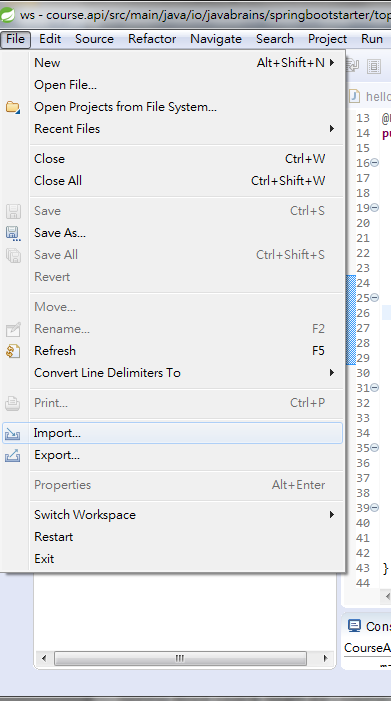 ws - course.api/src/main/java/io/javabrains/springbootstarter/top
File Edit Source Refactor Navigate Search Project Run
New Alt+Shift+N
Open File...
Open Projects from File System...
Recent Files
Close Ctrl+W
Close All Ctrl+Shift+W
Save Ctrl+S
Save As...
Save All Ctrl+Shift+S
Revert
Move...
Rename... F2
Refresh F5
Convert Line Delimiters To
Print... Ctrl+P
Import...
Export...
Properties Alt+Enter
Switch Workspace
Restart
Exit
hello
13 @
14 pu
15
16
17
18
19
20
21
22
23
24
25
26
27
28
29
30
31
32
33
34
35
36
37
38
39
40
41
42
43 }
44
Cons
CourseA